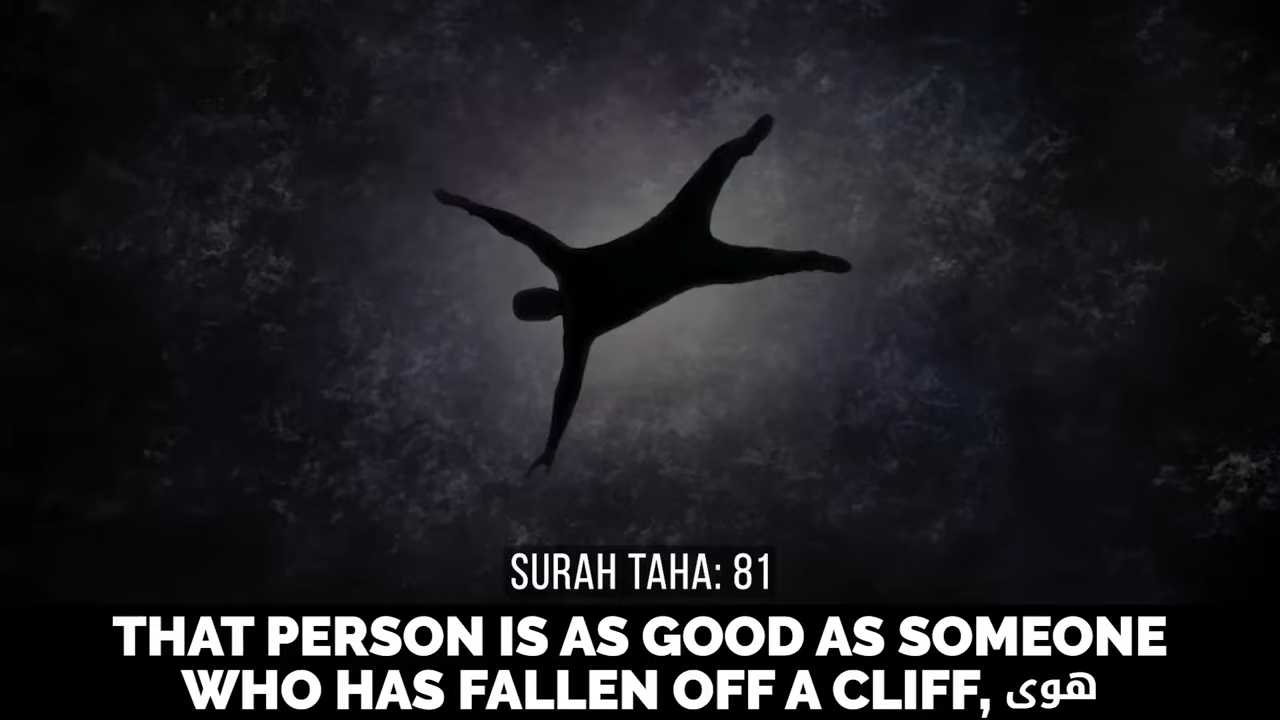 SURAH TAHA: 81
THAT PERSON IS AS GOOD AS SOMEONE
WHO HAS FALLEN OFF A CLIFF, هوى